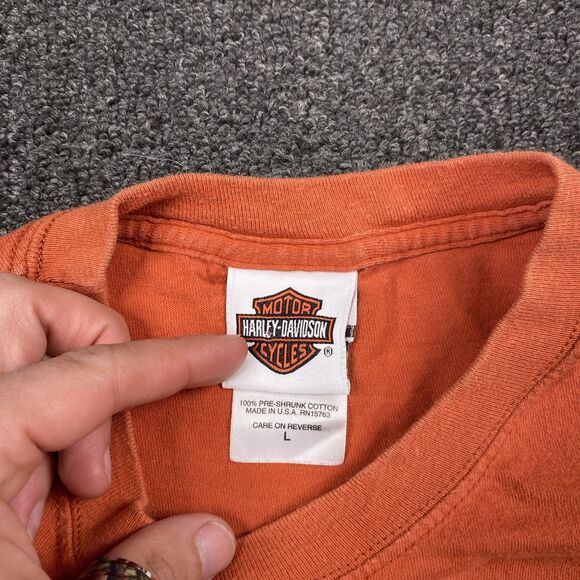 MOTOR
HARLEY-DAVIDSON
CYCLES
®
100% PRE-SHRUNK COTTON
MADE IN U.S.A. RN15763
CARE ON REVERSE
L